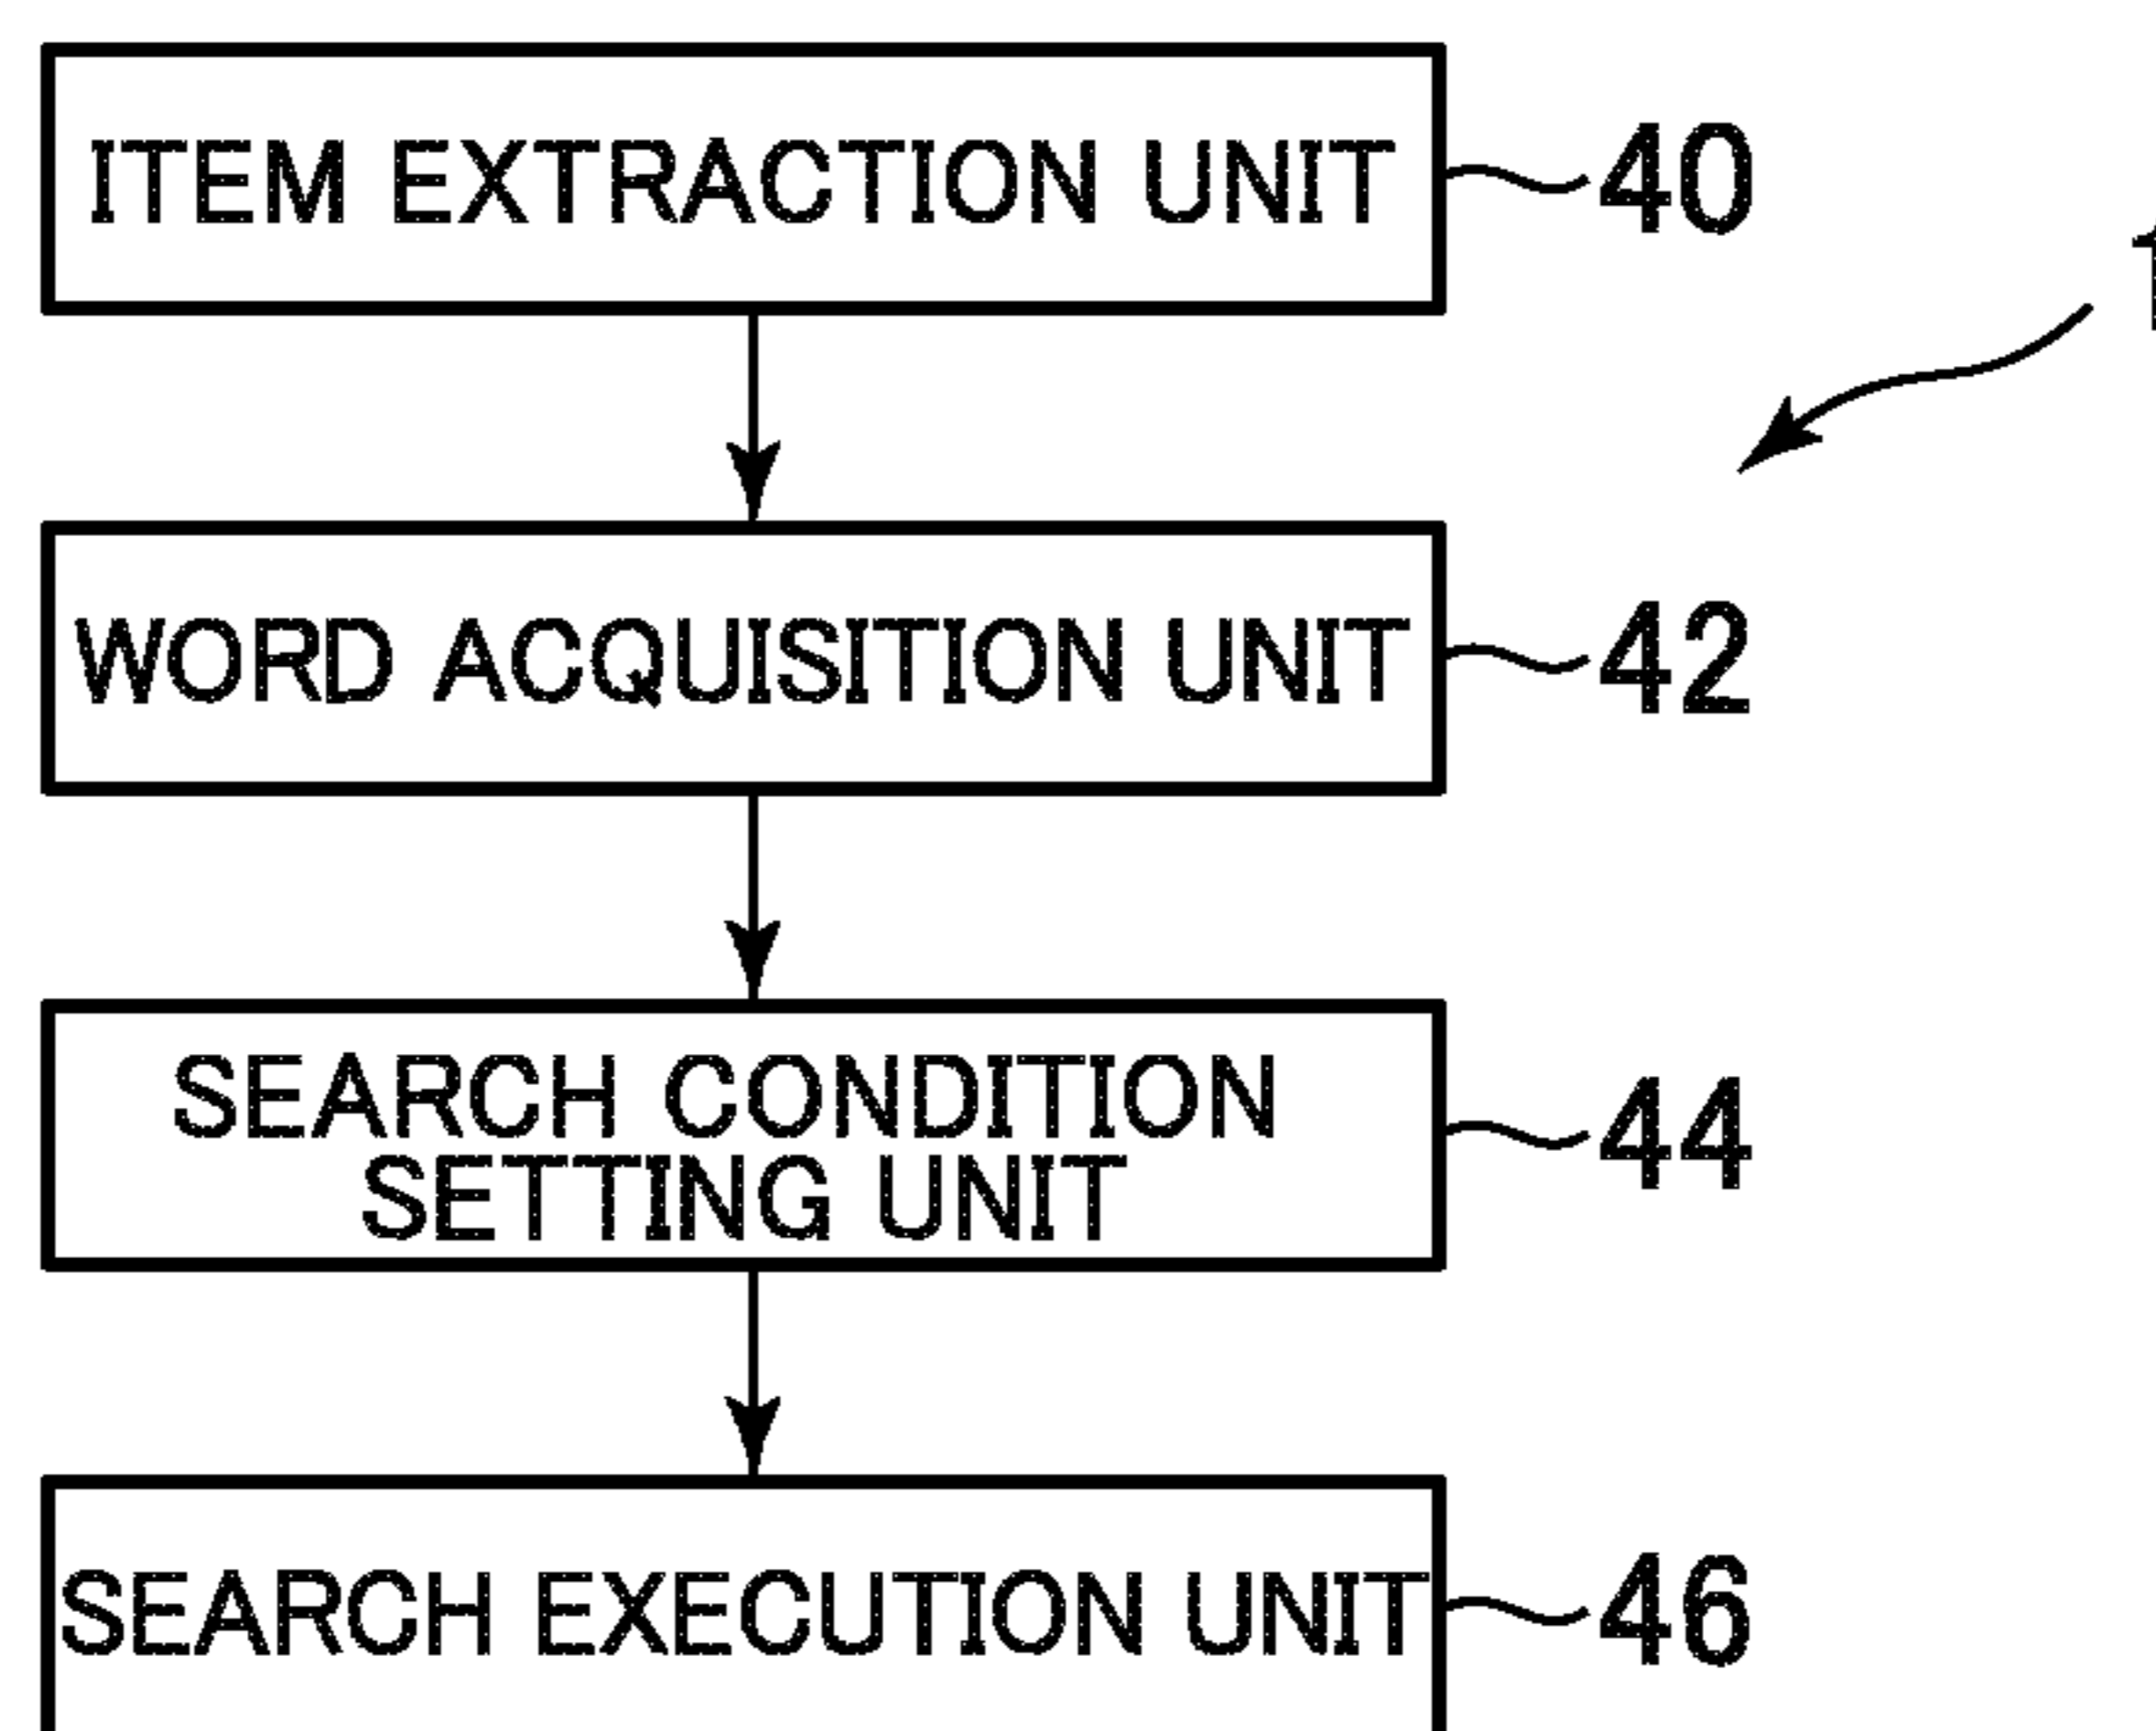 ITEM EXTRACTION UNIT
40
WORD ACQUISITION UNIT
42
SEARCH CONDITION
SETTING UNIT
44
SEARCH EXECUTION UNIT
46